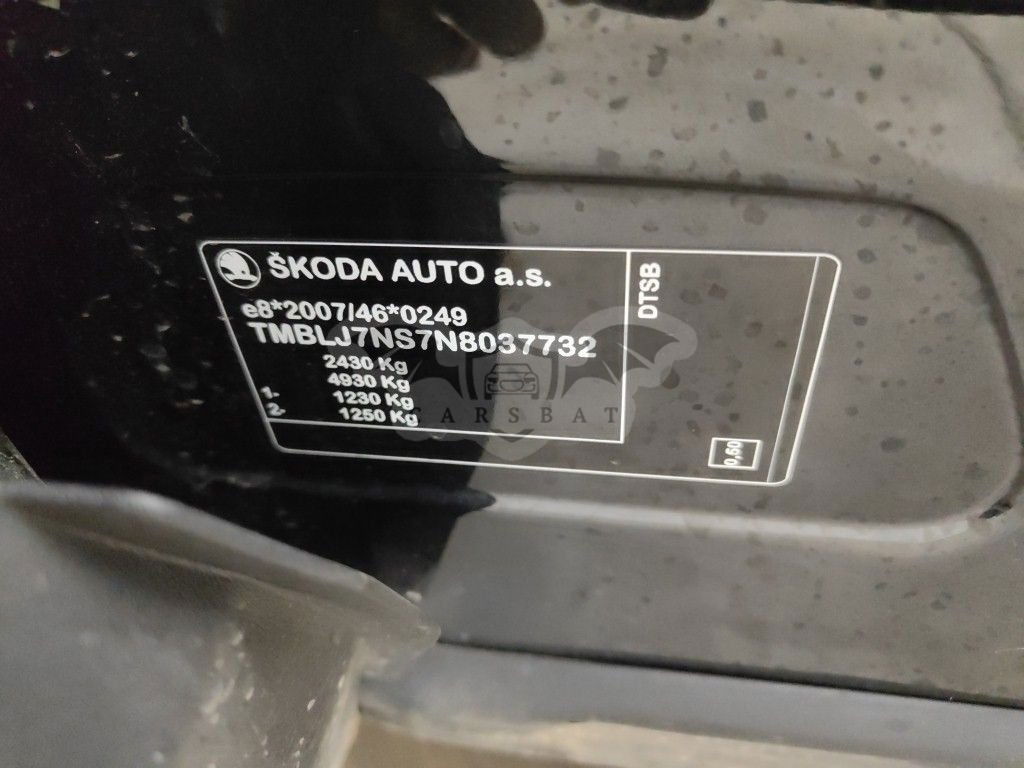 ŠKODA AUTO a.s.
e8*2007/46*0249
TMBLJ7NS7N8037732
2430 Kg
4930 Kg
1- 1230 Kg
2- 1250 Kg
DTSB
0,60
CARSBAT